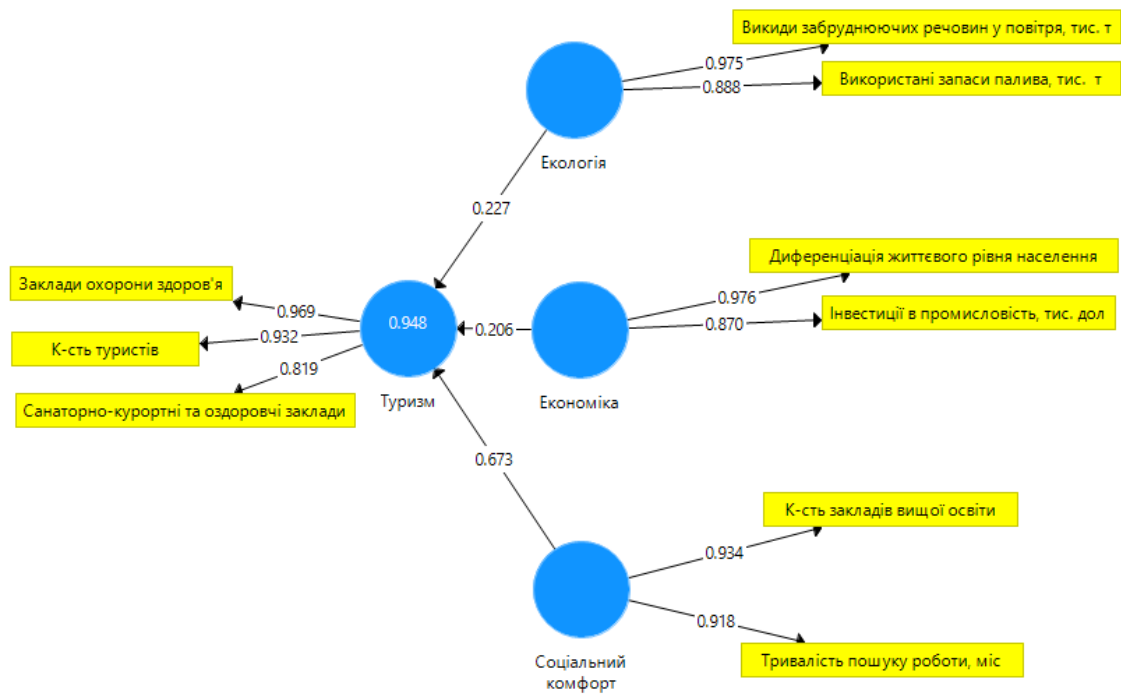 Викиди забруднюючих речовин у повітря, тис. т
0.975
0.888
Використані запаси палива, тис. т
Екологія
0.227
Диференціація життєвого рівня населення
0.976
Інвестиції в промисловість, тис. дол
0.870
Заклади охорони здоров'я
0.969
0.948
0.206
0.932
К-сть туристів
0.819
Санаторно-курортні та оздоровчі заклади
Туризм
Економіка
0.673
К-сть закладів вищої освіти
0.934
0.918
Тривалість пошуку роботи, міс
Соціальний
комфорт